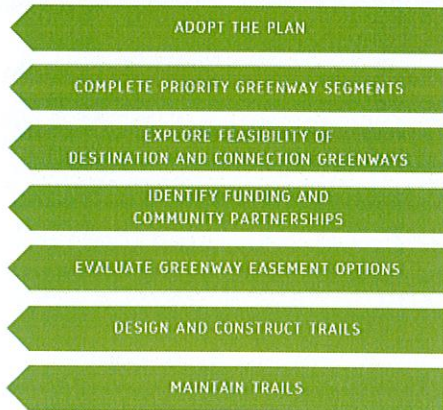 ADOPT THE PLAN
COMPLETE PRIORITY GREENWAY SEGMENTS
EXPLORE FEASIBILITY OF
DESTINATION AND CONNECTION GREENWAYS
IDENTIFY FUNDING AND
COMMUNITY PARTNERSHIPS
EVALUATE GREENWAY EASEMENT OPTIONS
DESIGN AND CONSTRUCT TRAILS
MAINTAIN TRAILS